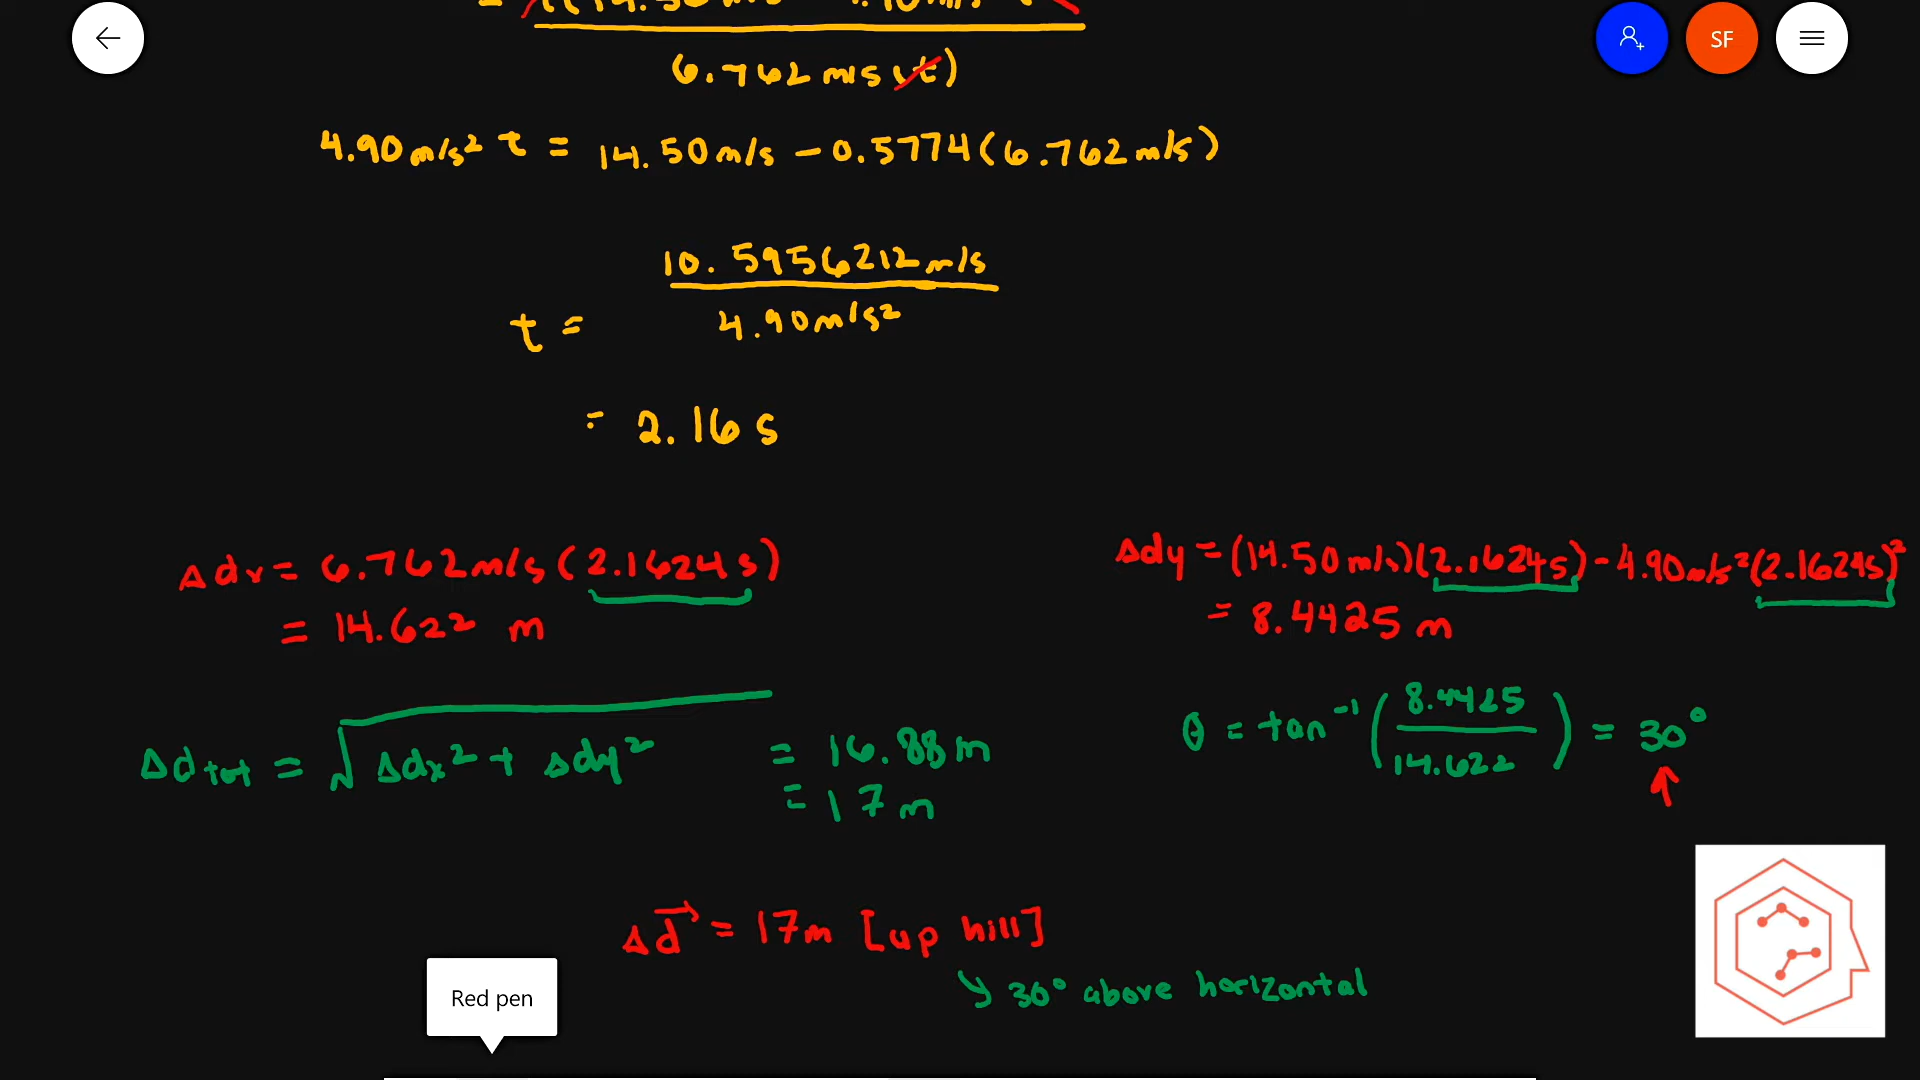 SF
6.762 m/s (t)
4.90 m/s² t = 14.50 m/s - 0.5774 (6.762 m/s)
10.5956212 m/s
t =
4.90 m/s²
= 2.16 s
Δdx = 6.762 m/s (2.1624 s)
= 14.622 m
Δdy = (14.50 m/s)(2.1624 s) - 4.90 m/s² (2.1624 s)²
= 8.4425 m
Δdtot = √Δdx² + Δdy² = 16.88 m
= 17 m
θ = tan⁻¹ (8.4425 / 14.622) = 30°
Δd⃗ = 17 m [up hill]
↳ 30° above horizontal
Red pen